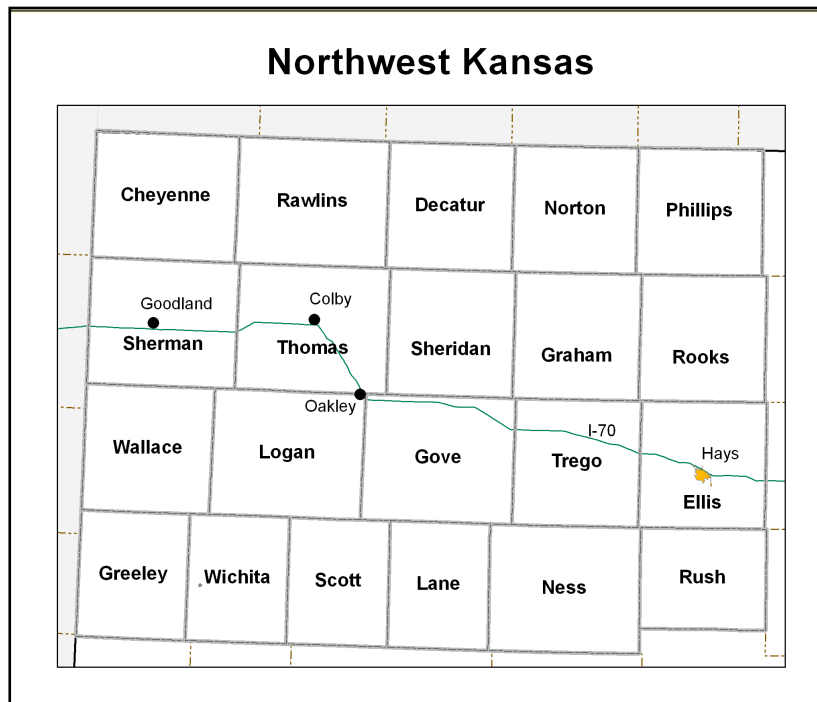 Northwest Kansas
Cheyenne
Rawlins
Decatur
Norton
Phillips
Goodland
Colby
Sherman
Thomas
Sheridan
Graham
Rooks
Oakley
I-70
Wallace
Logan
Gove
Trego
Hays
Ellis
Greeley
Wichita
Scott
Lane
Ness
Rush